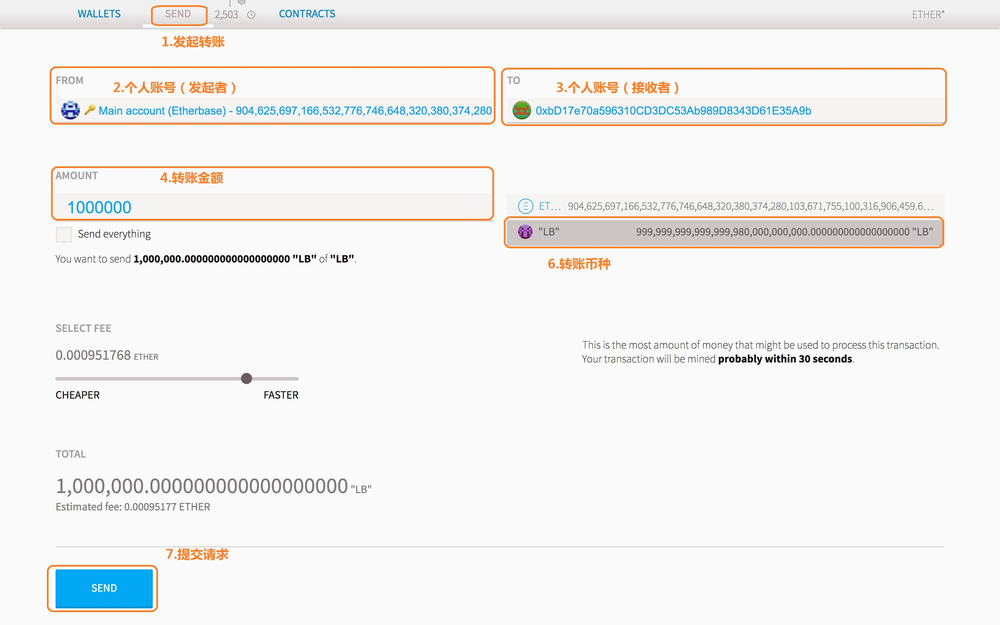 WALLETS SEND 2,503 CONTRACTS ETHER*
1.发起转账
FROM
2.个人账号（发起者）
Main account (Etherbase) - 904,625,697,166,532,776,746,648,320,380,374,280
TO
3.个人账号（接收者）
0xbD17e70a596310CD3DC53Ab989D8343D61E35A9b
AMOUNT
4.转账金额
1000000
ET… 904,625,697,166,532,776,746,648,320,380,374,280,103,671,755,100,316,906,459.6…
"LB" 999,999,999,999,999,980,000,000,000.000000000000000000 "LB"
6.转账币种
Send everything
You want to send 1,000,000.000000000000000000 "LB" of "LB".
SELECT FEE
0.000951768 ETHER
CHEAPER FASTER
This is the most amount of money that might be used to process this transaction.
Your transaction will be mined probably within 30 seconds.
TOTAL
1,000,000.000000000000000000 "LB"
Estimated fee: 0.00095177 ETHER
7.提交请求
SEND